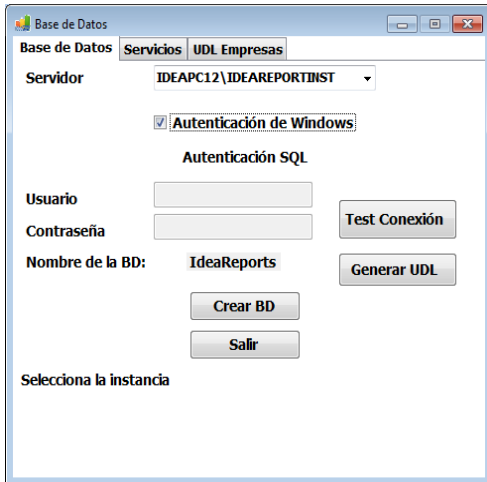 Base de Datos
Base de Datos Servicios UDL Empresas
Servidor IDEAPC12\IDEAREPORTINST
Autenticación de Windows
Autenticación SQL
Usuario
Contraseña
Test Conexión
Nombre de la BD: IdeaReports
Generar UDL
Crear BD
Salir
Selecciona la instancia